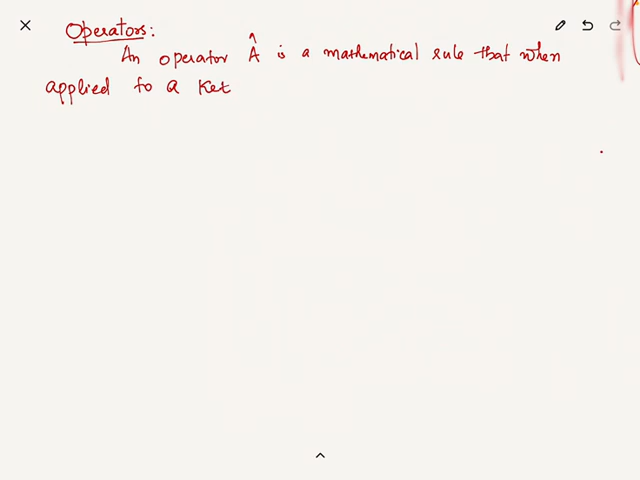 Operators:
An operator Â is a mathematical rule that when
applied to a Ket